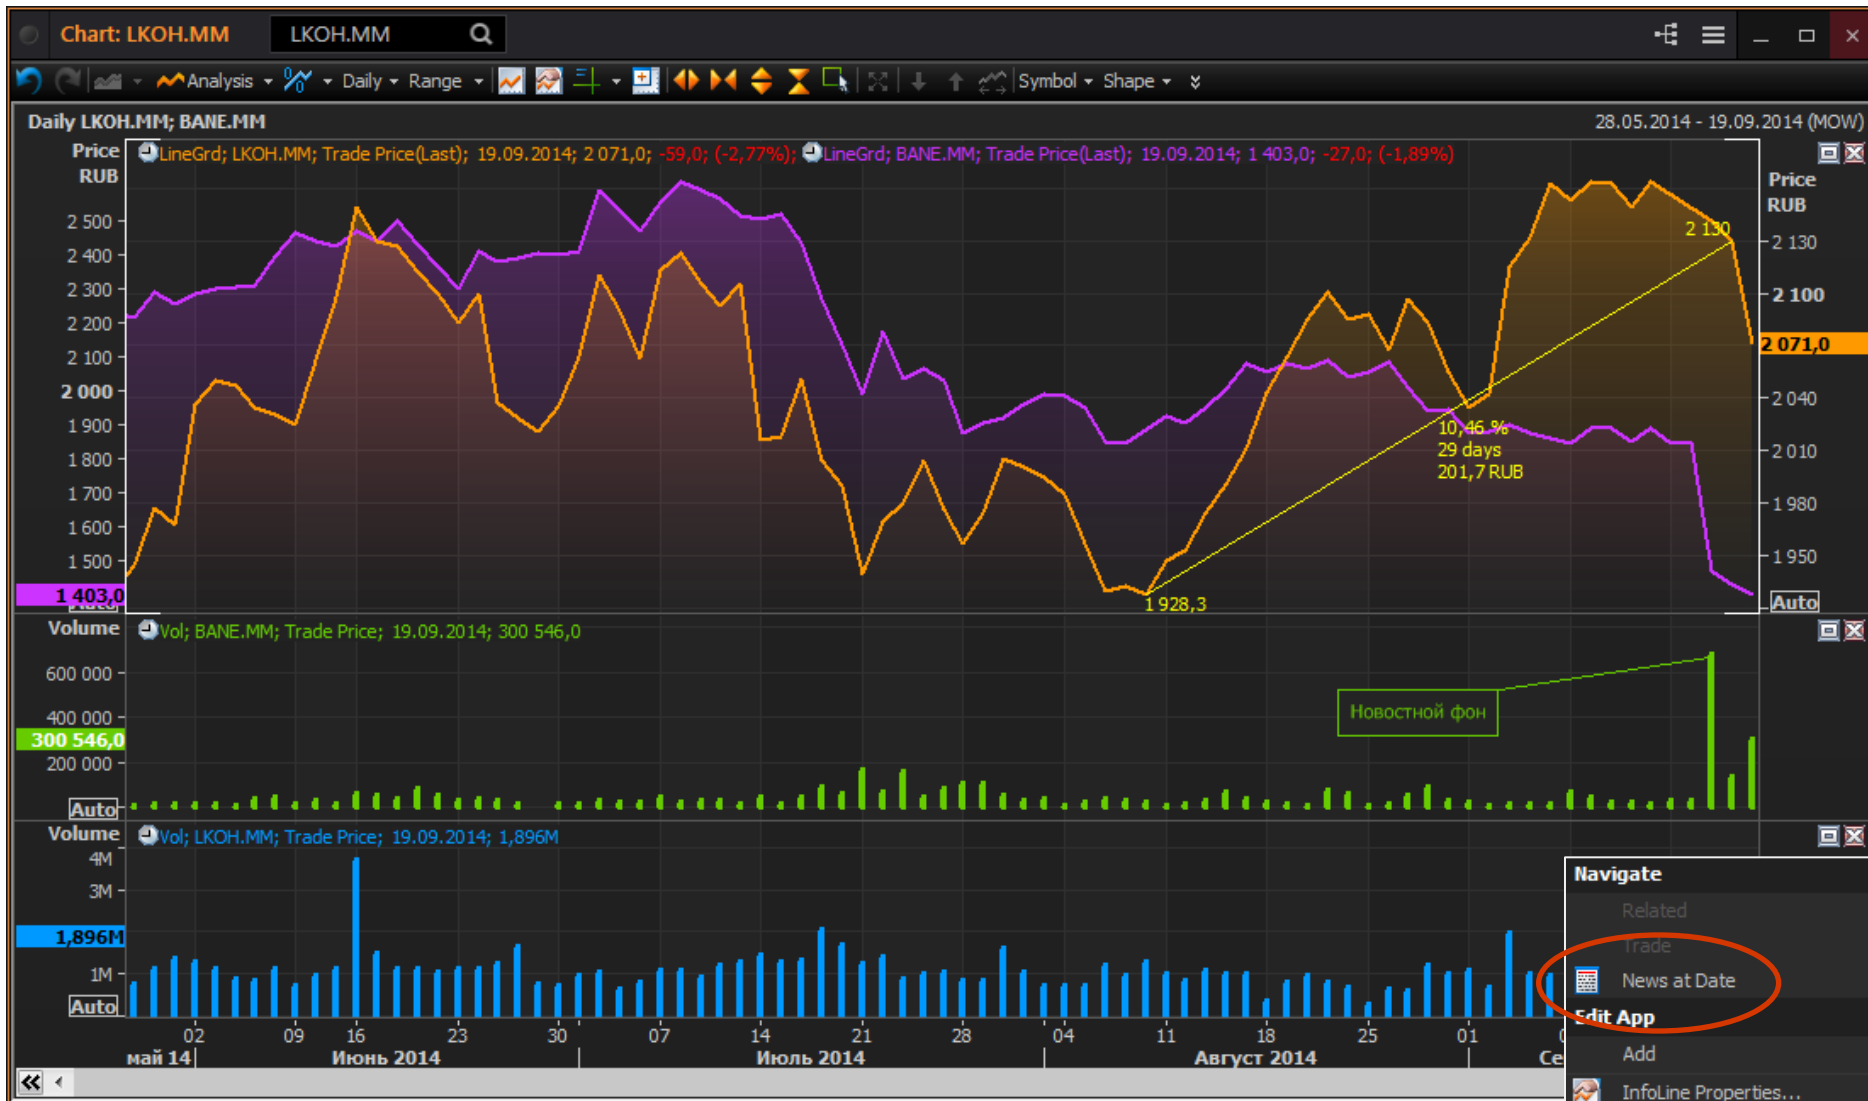 Chart: LKOH.MM LKOH.MM
Analysis Daily Range Symbol Shape
Daily LKOH.MM; BANE.MM 28.05.2014 - 19.09.2014 (MOW)
Price
RUB
LineGrd; LKOH.MM; Trade Price(Last); 19.09.2014; 2 071,0; -59,0; (-2,77%); LineGrd; BANE.MM; Trade Price(Last); 19.09.2014; 1 403,0; -27,0; (-1,89%)
Price
RUB
2 500
2 400
2 300
2 200
2 100
2 000
1 900
1 800
1 700
1 600
1 500
1 403,0
2 130
2 100
2 071,0
2 040
2 010
1 980
1 950
Auto
2 130
10,46 %
29 days
201,7 RUB
1 928,3
Volume
Vol; BANE.MM; Trade Price; 19.09.2014; 300 546,0
600 000
400 000
300 546,0
200 000
Auto
Новостной фон
Volume
Vol; LKOH.MM; Trade Price; 19.09.2014; 1,896M
4M
3M
1,896M
1M
Auto
02 09 16 23 30 07 14 21 28 04 11 18 25 01
май 14 Июнь 2014 Июль 2014 Август 2014 Се
Navigate
Related
Trade
News at Date
Edit App
Add
InfoLine Properties...